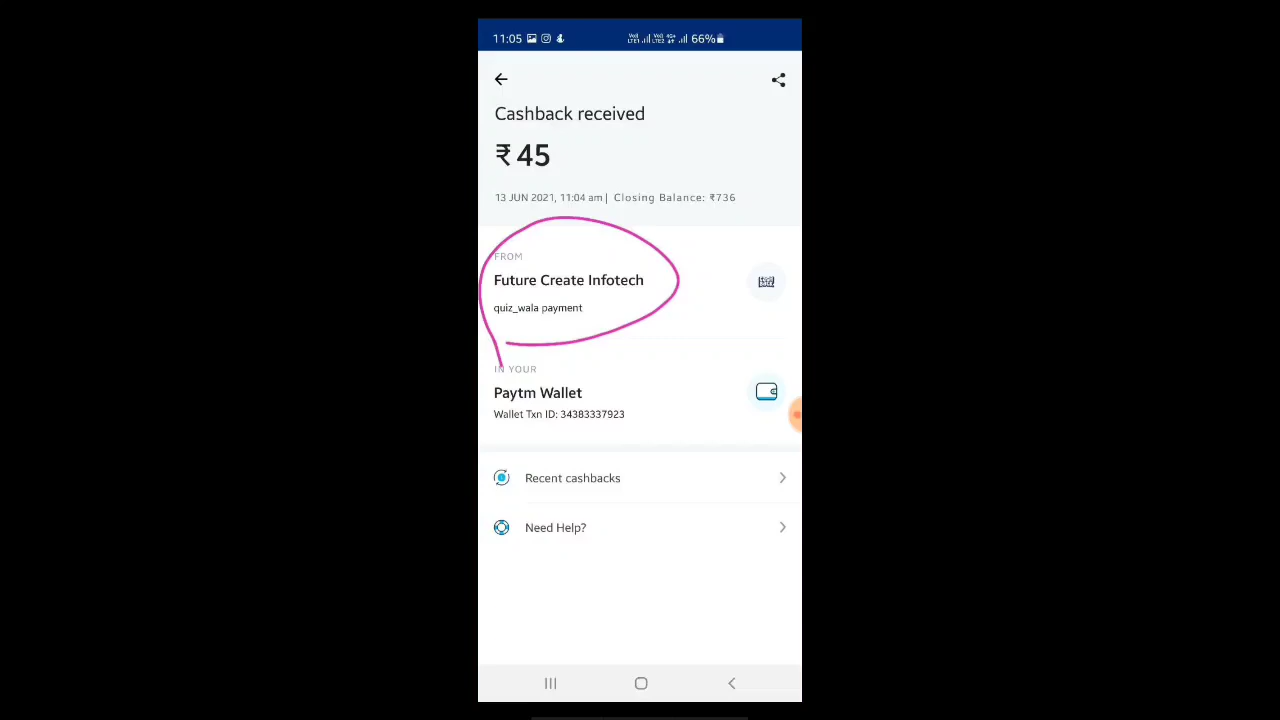 11:05 66%
Cashback received
₹45
13 JUN 2021, 11:04 am | Closing Balance: ₹736
FROM
Future Create Infotech
quiz_wala payment
IN YOUR
Paytm Wallet
Wallet Txn ID: 34383337923
Recent cashbacks
Need Help?